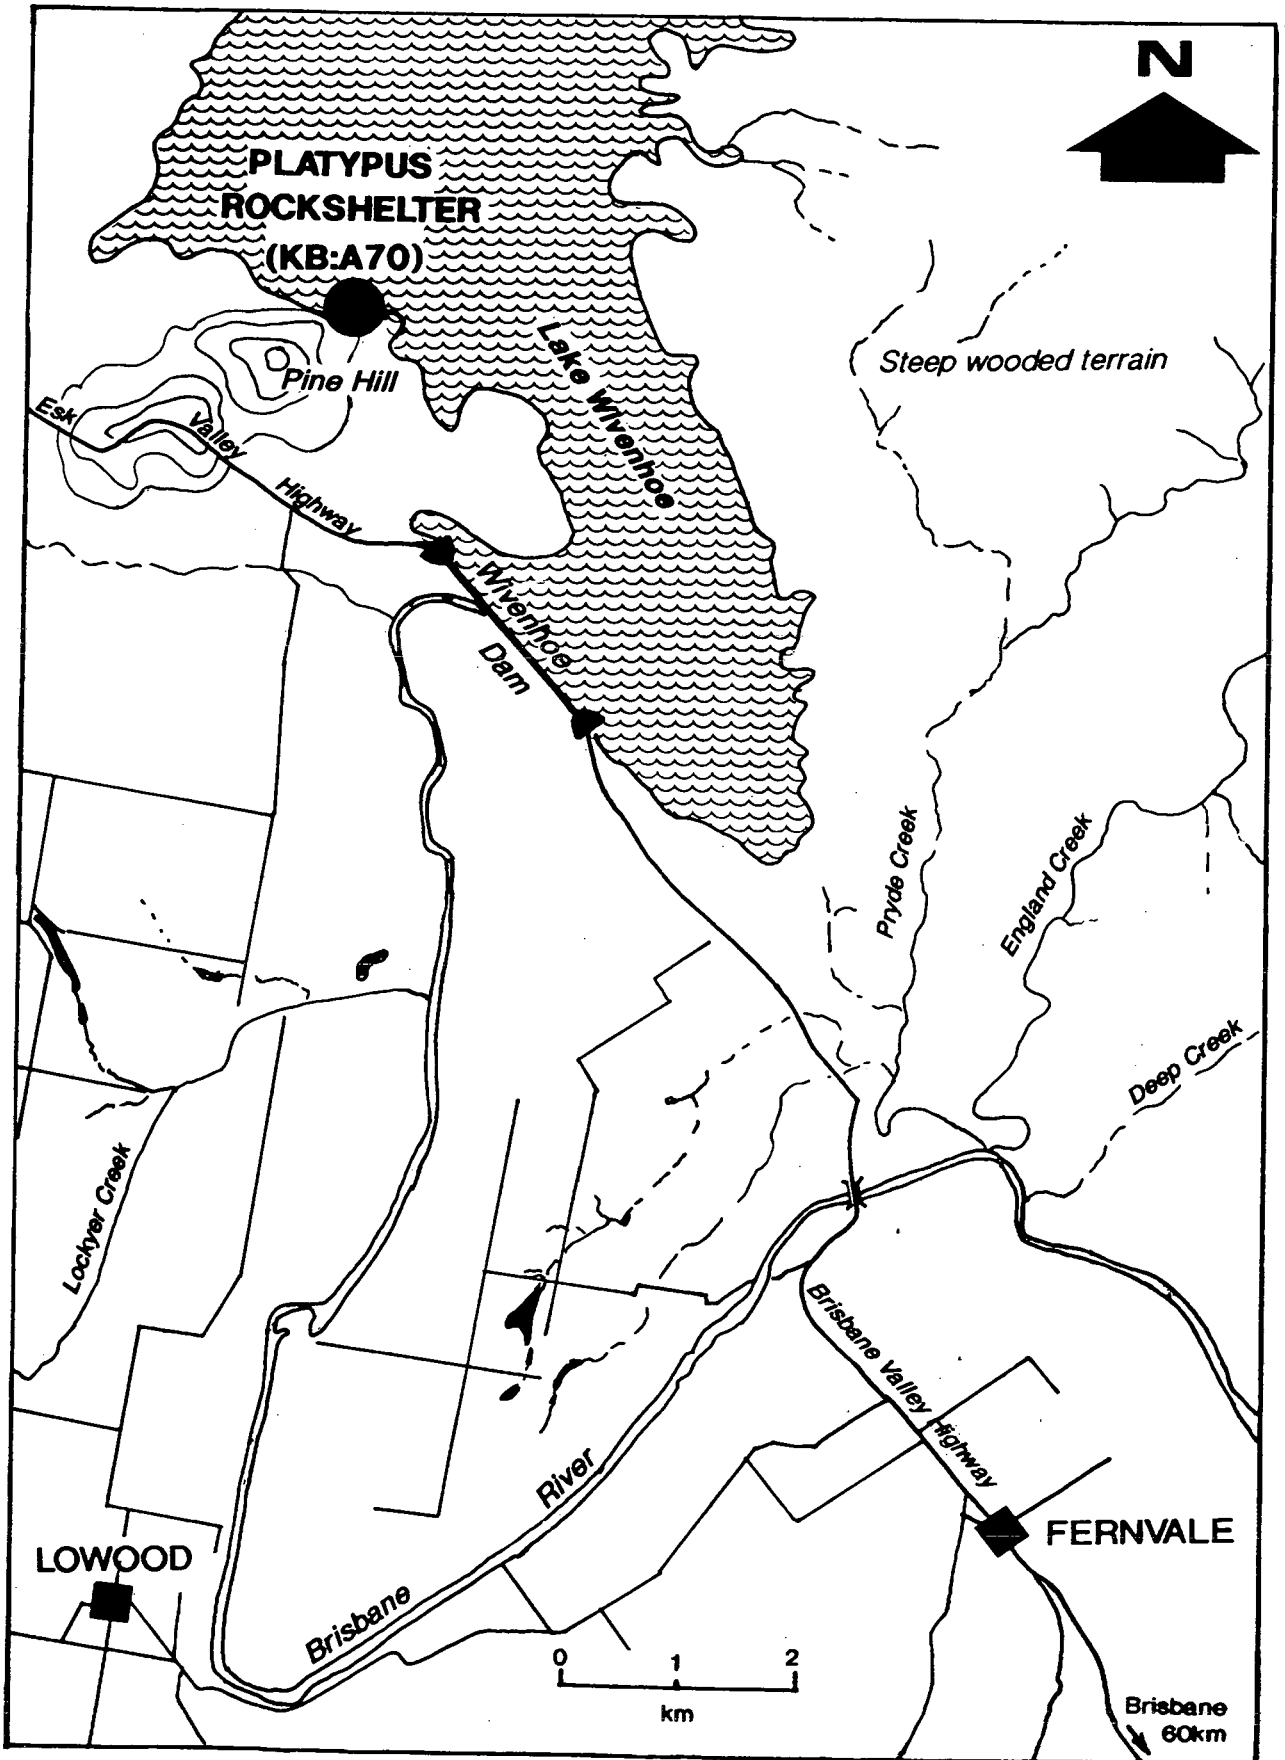 N
PLATYPUS
ROCKSHELTER
(KB:A70)
Lake Wivenhoe
Steep wooded terrain
Pine Hill
Esk Valley Highway
Wivenhoe
Dam
Pryde Creek
England Creek
Deep Creek
Lockyer Creek
Brisbane Valley Highway
Brisbane River
FERNVALE
LOWOOD
0 1 2
km
Brisbane
60km